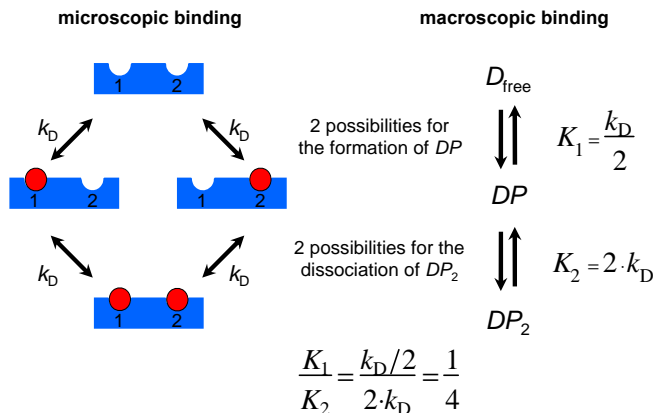 microscopic binding
macroscopic binding
1 2
D_free
k_D k_D
2 possibilities for
the formation of DP
K_1 = k_D/2
1 2 1 2
DP
k_D k_D
2 possibilities for the
dissociation of DP_2
K_2 = 2 · k_D
1 2
DP_2
K_1/K_2 = (k_D/2)/(2·k_D) = 1/4